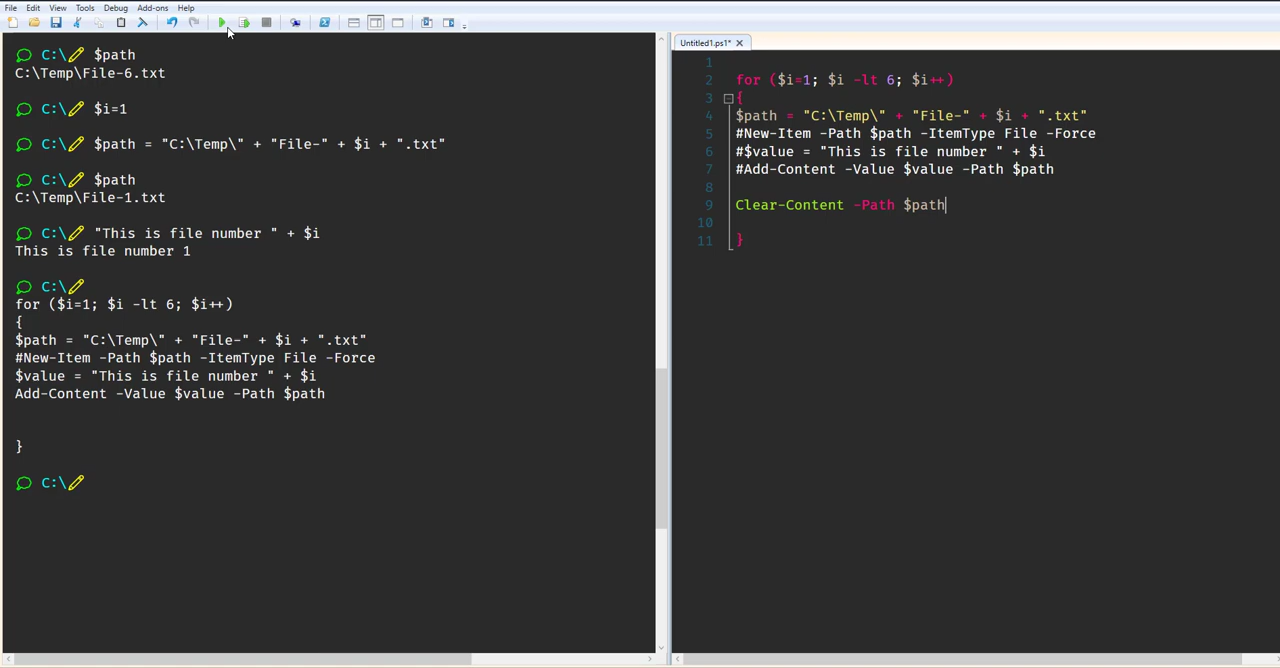 File Edit View Tools Debug Add-ons Help
C:\ $path
C:\Temp\File-6.txt
C:\ $i=1
C:\ $path = "C:\Temp\" + "File-" + $i + ".txt"
C:\ $path
C:\Temp\File-1.txt
C:\ "This is file number " + $i
This is file number 1
C:\
for ($i=1; $i -lt 6; $i++)
{
$path = "C:\Temp\" + "File-" + $i + ".txt"
#New-Item -Path $path -ItemType File -Force
$value = "This is file number " + $i
Add-Content -Value $value -Path $path
}
C:\
Untitled1.ps1*
1
2 for ($i=1; $i -lt 6; $i++)
3 {
4 $path = "C:\Temp\" + "File-" + $i + ".txt"
5 #New-Item -Path $path -ItemType File -Force
6 #$value = "This is file number " + $i
7 #Add-Content -Value $value -Path $path
8
9 Clear-Content -Path $path
10
11 }